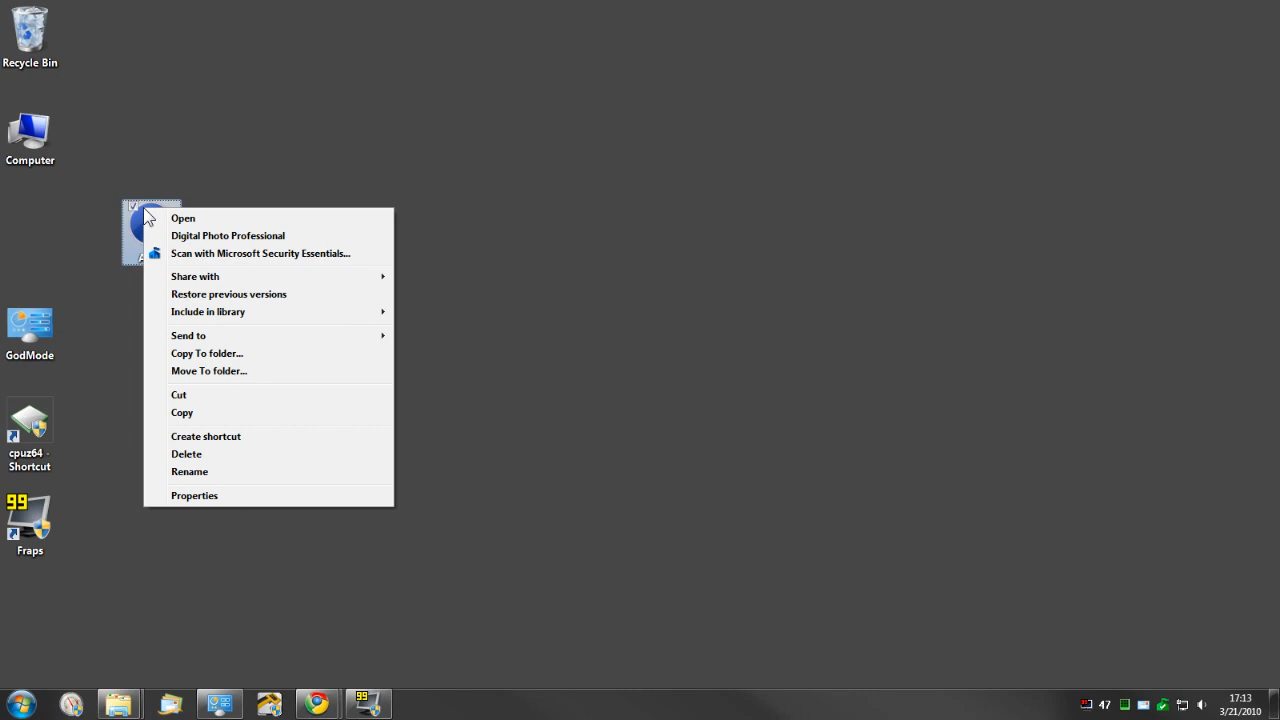 Recycle Bin
Computer
GodMode
cpuz64 -
Shortcut
99
Fraps
Open
Digital Photo Professional
Scan with Microsoft Security Essentials...
Share with
Restore previous versions
Include in library
Send to
Copy To folder...
Move To folder...
Cut
Copy
Create shortcut
Delete
Rename
Properties
99
47
17:13
3/21/2010